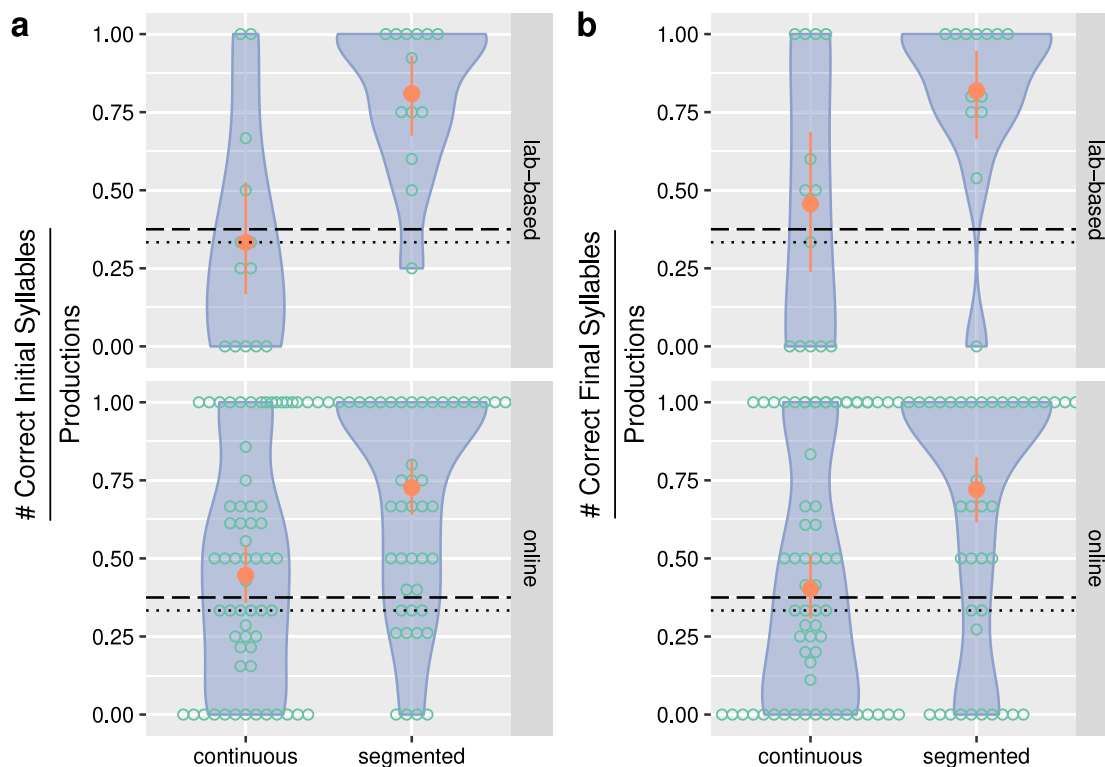 a
# Correct Initial Syllables
Productions
1.00
0.75
0.50
0.25
0.00
lab-based
1.00
0.75
0.50
0.25
0.00
online
continuous
segmented
b
# Correct Final Syllables
Productions
1.00
0.75
0.50
0.25
0.00
lab-based
1.00
0.75
0.50
0.25
0.00
online
continuous
segmented